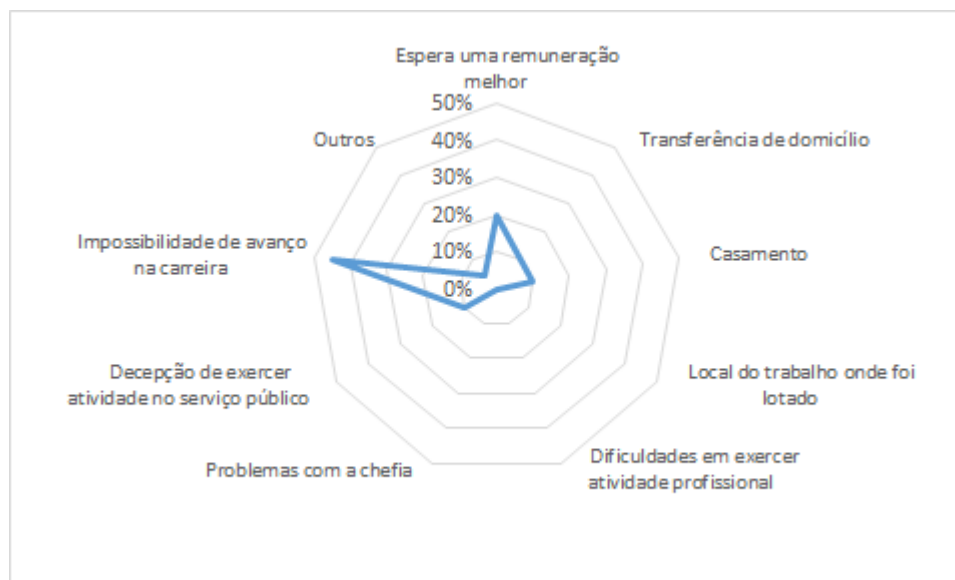 Espera uma remuneração
melhor
50%
40%
30%
20%
10%
0%
Transferência de domicílio
Casamento
Local do trabalho onde foi
lotado
Dificuldades em exercer
atividade profissional
Problemas com a chefia
Decepção de exercer
atividade no serviço público
Impossibilidade de avanço
na carreira
Outros